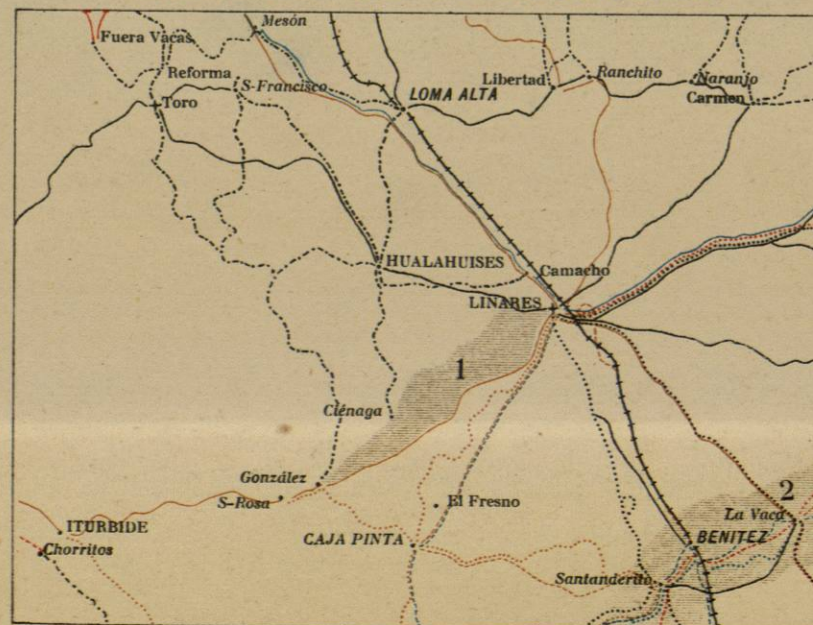 Mesón
Fuera Vacas
Reforma
S-Francisco
Toro
LOMA ALTA
Libertad
Ranchito
Naranjo
Carmen
HUALAHUISES
Camacho
LINARES
1
Ciénaga
González
S-Rosa
El Fresno
2
La Vaca
ITURBIDE
Chorritos
CAJA PINTA
BENITEZ
Santanderito